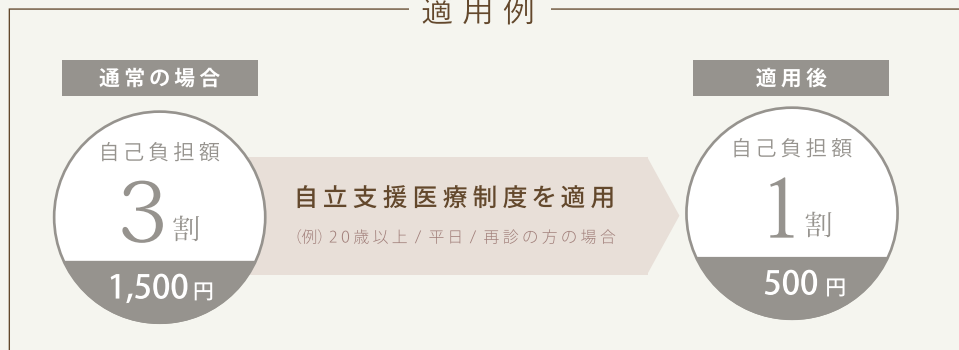 適用例
通常の場合
自己負担額
3割
1,500円
自立支援医療制度を適用
(例)20歳以上 / 平日 / 再診の方の場合
適用後
自己負担額
1割
500円